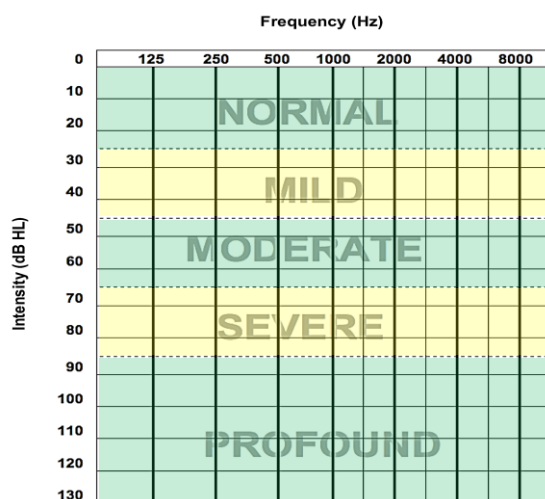 Frequency (Hz)
0 125 250 500 1000 2000 4000 8000
10
NORMAL
20
30
MILD
40
50
MODERATE
60
70
SEVERE
80
90
100
110
PROFOUND
120
130
Intensity (dB HL)